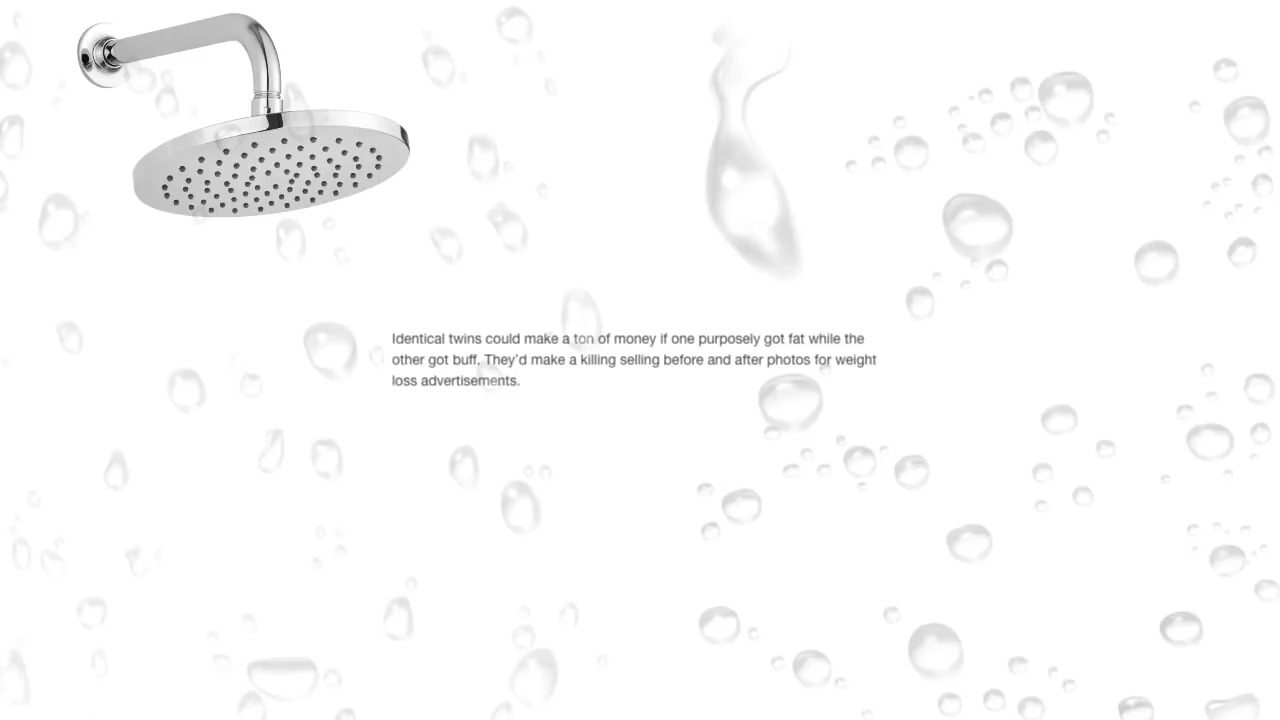 Identical twins could make a ton of money if one purposely got fat while the
other got buff. They'd make a killing selling before and after photos for weight
loss advertisements.